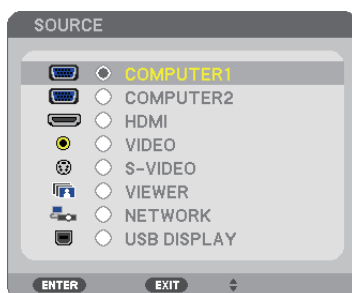 SOURCE
COMPUTER1
COMPUTER2
HDMI
VIDEO
S-VIDEO
VIEWER
NETWORK
USB DISPLAY
ENTER EXIT